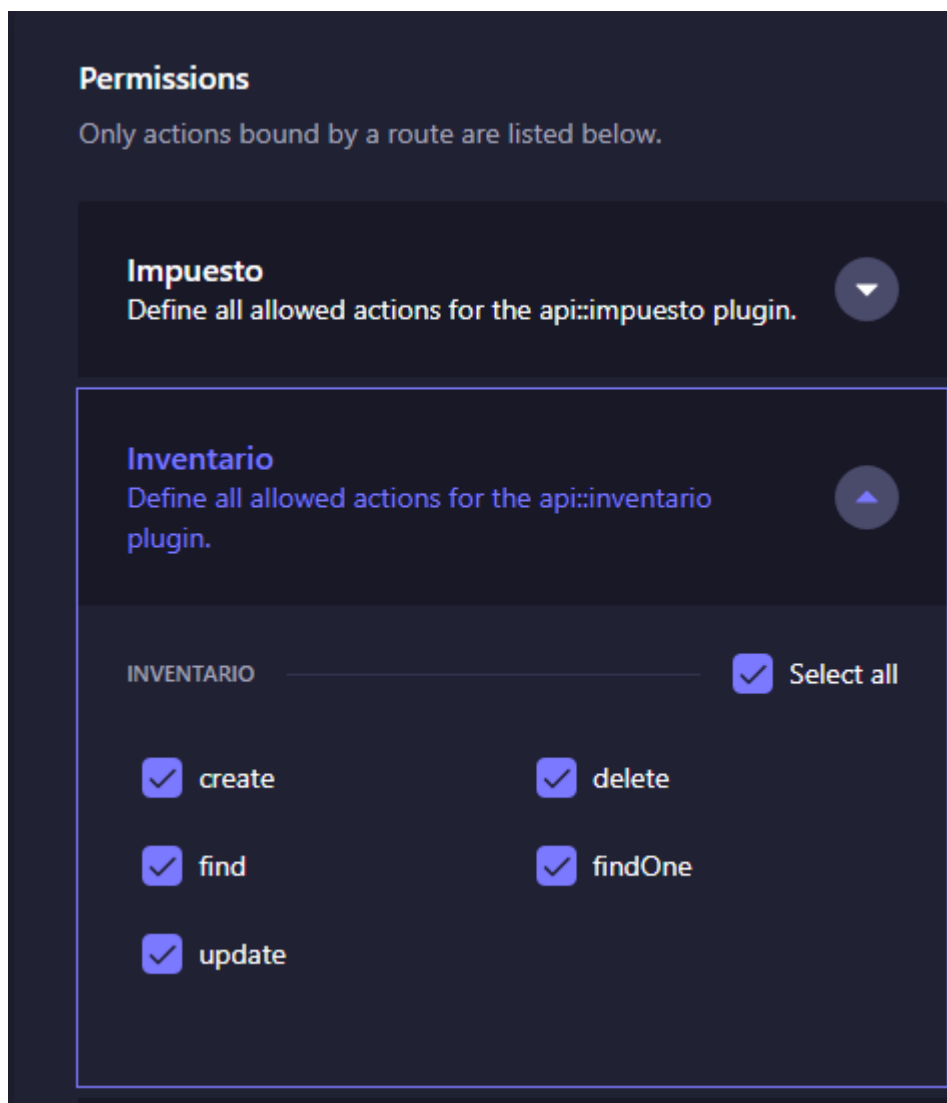 Permissions
Only actions bound by a route are listed below.
Impuesto
Define all allowed actions for the api::impuesto plugin.
Inventario
Define all allowed actions for the api::inventario
plugin.
INVENTARIO Select all
create delete
find findOne
update